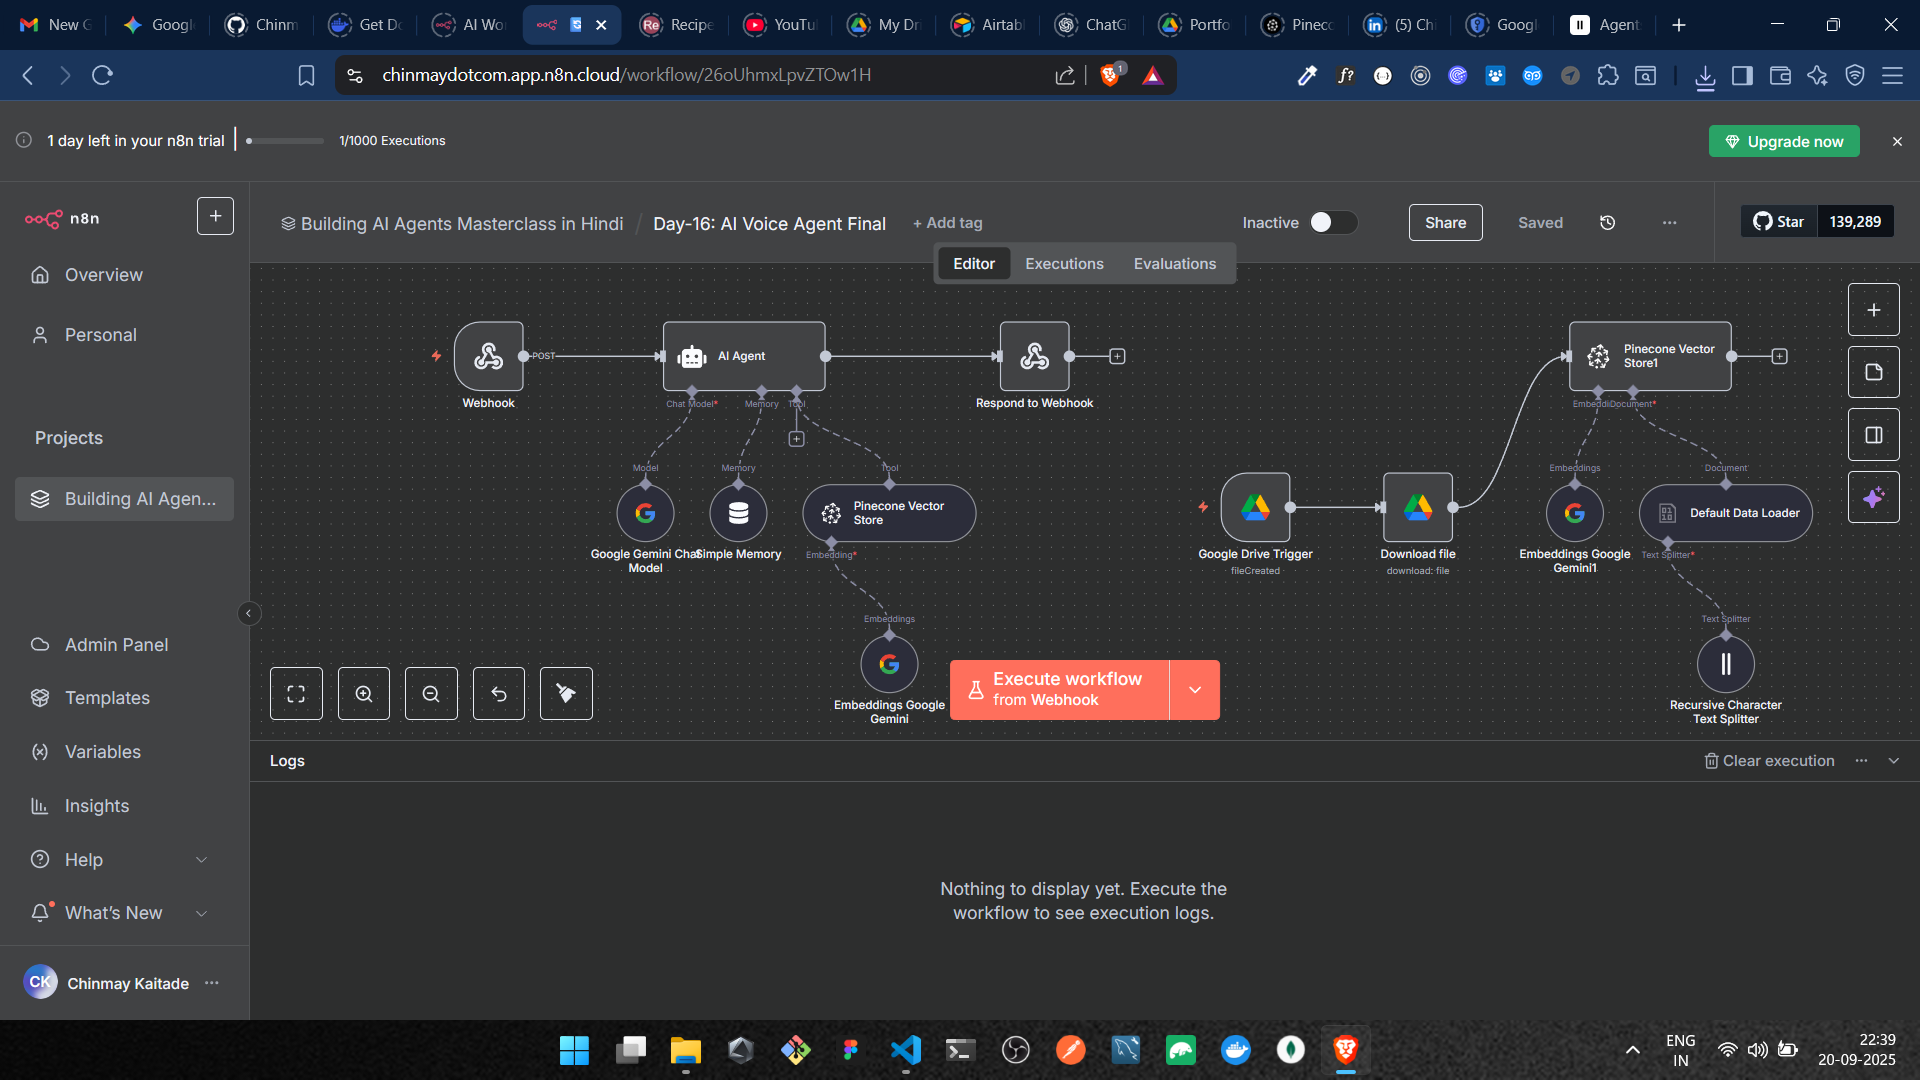 New G
Google
Chinm
Get Do
AI Wo
Recipe
YouTu
My Dri
Airtabl
ChatG
Portfo
Pineco
(5) Chi
Googl
Agent
chinmaydotcom.app.n8n.cloud/workflow/26oUhmxLpvZTOw1H
1 day left in your n8n trial
1/1000 Executions
Upgrade now
n8n
Building AI Agents Masterclass in Hindi / Day-16: AI Voice Agent Final
+ Add tag
Inactive
Share
Saved
Star
139,289
Editor
Executions
Evaluations
Overview
Personal
Projects
Building AI Agen...
Admin Panel
Templates
Variables
Insights
Help
What's New
CK
Chinmay Kaitade
POST
Webhook
AI Agent
Chat Model*
Memory
Tool
Respond to Webhook
Model
Memory
Tool
Google Gemini Chat
Model
Simple Memory
Pinecone Vector
Store
Embedding*
Embeddings
Embeddings Google
Gemini
Google Drive Trigger
fileCreated
Download file
download: file
Pinecone Vector
Store1
Document*
Embeddings
Document
Embeddings Google
Gemini1
Default Data Loader
Text Splitter*
Text Splitter
Recursive Character
Text Splitter
Execute workflow
from Webhook
Logs
Clear execution
Nothing to display yet. Execute the
workflow to see execution logs.
ENG
IN
22:39
20-09-2025